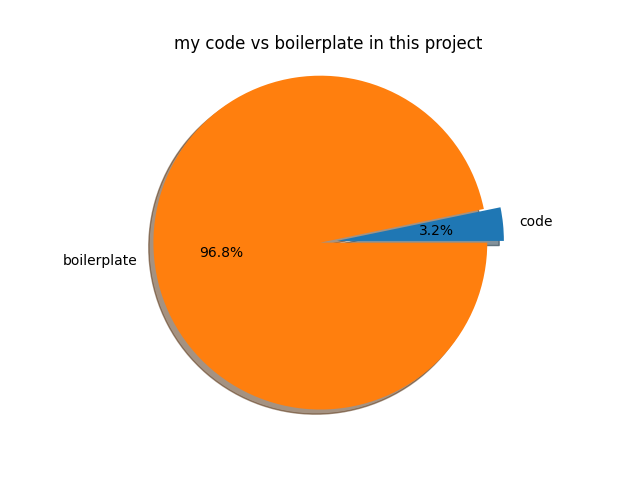 my code vs boilerplate in this project
code
3.2%
96.8%
boilerplate